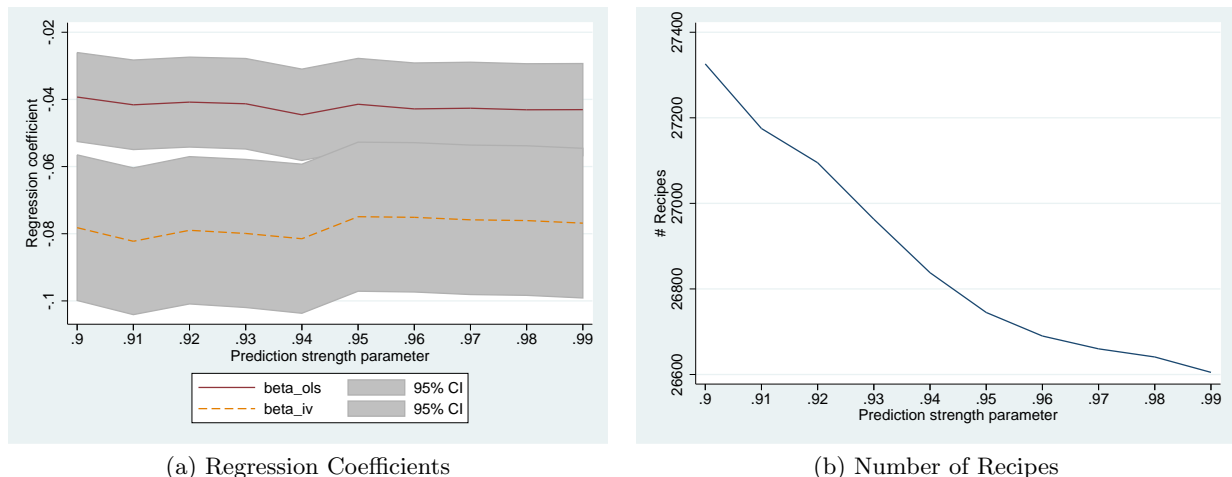 -.02
-.04
-.06
-.08
-.1
Regression coefficient
.9 .91 .92 .93 .94 .95 .96 .97 .98 .99
Prediction strength parameter
beta_ols 95% CI
beta_iv 95% CI
(a) Regression Coefficients
27400
27200
27000
26800
26600
# Recipes
.9 .91 .92 .93 .94 .95 .96 .97 .98 .99
Prediction strength parameter
(b) Number of Recipes